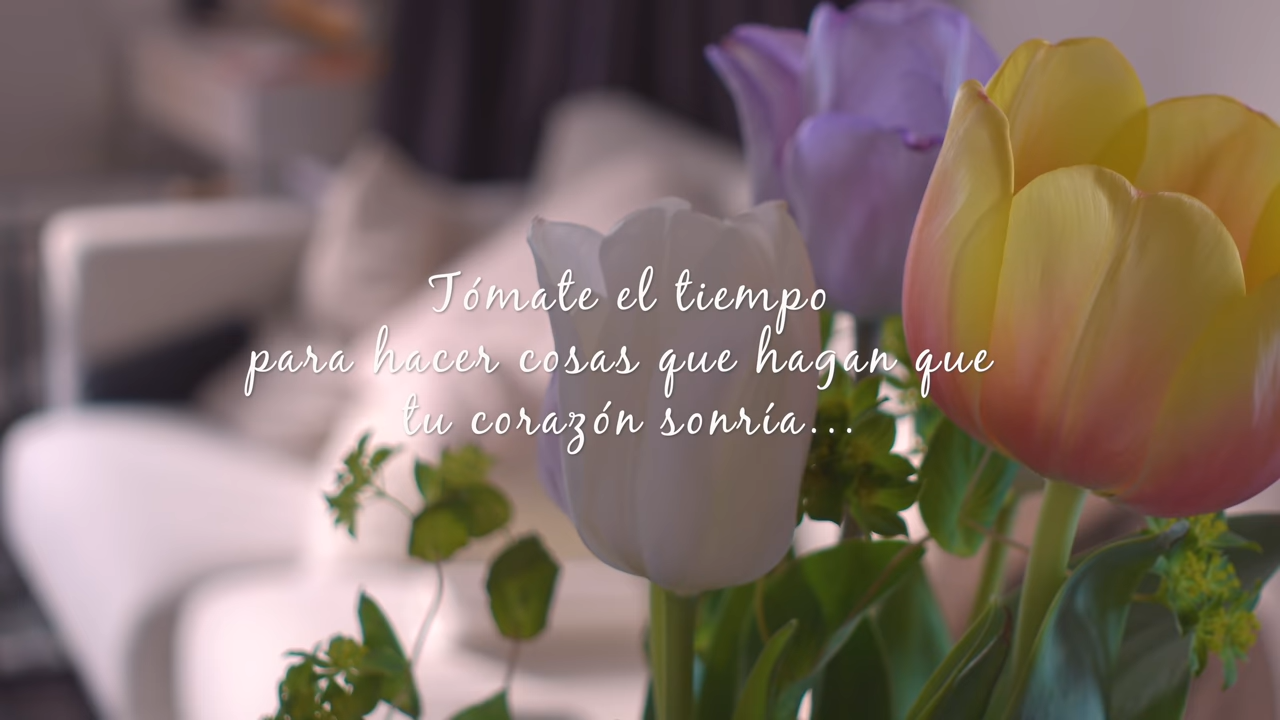 Tómate el tiempo
para hacer cosas que hagan que
tu corazón sonría...